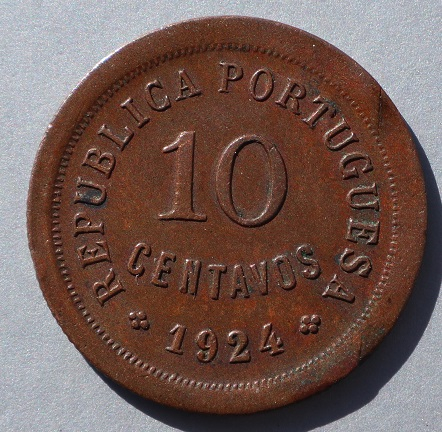 REPUBLICA PORTUGUESA
10
CENTAVOS
1924